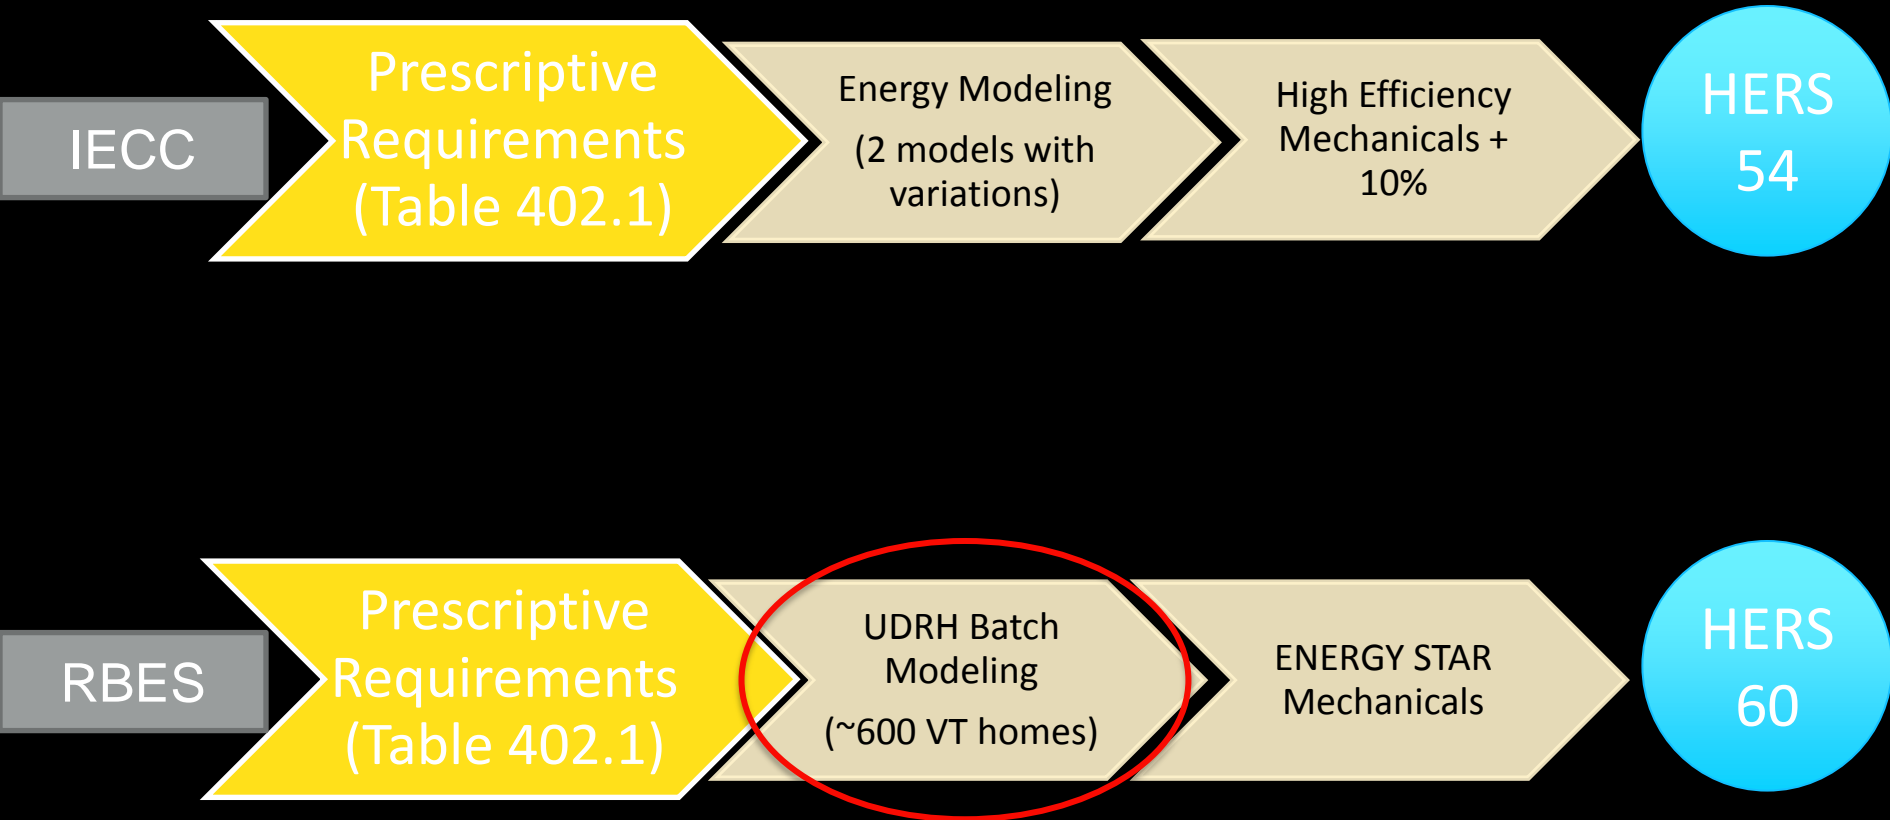 IECC
Prescriptive
Requirements
(Table 402.1)
Energy Modeling
(2 models with
variations)
High Efficiency
Mechanicals +
10%
HERS
54
RBES
Prescriptive
Requirements
(Table 402.1)
UDRH Batch
Modeling
(~600 VT homes)
ENERGY STAR
Mechanicals
HERS
60